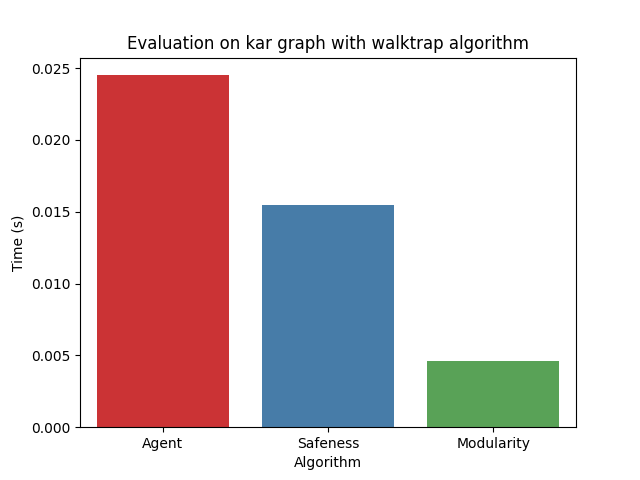 Evaluation on kar graph with walktrap algorithm
0.025
0.020
0.015
0.010
0.005
0.000
Time (s)
Agent
Safeness
Modularity
Algorithm